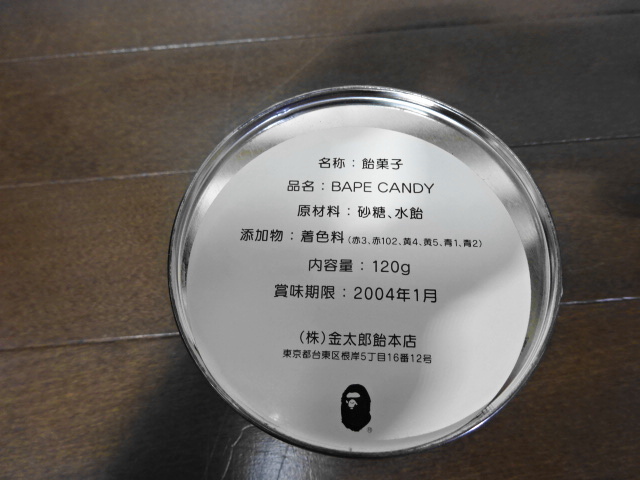 名称：飴菓子
品名：BAPE CANDY
原材料：砂糖、水飴
添加物：着色料(赤3、赤102、黄4、黄5、青1、青2)
内容量：120g
賞味期限：2004年1月
(株)金太郎飴本店
東京都台東区根岸5丁目16番12号
®